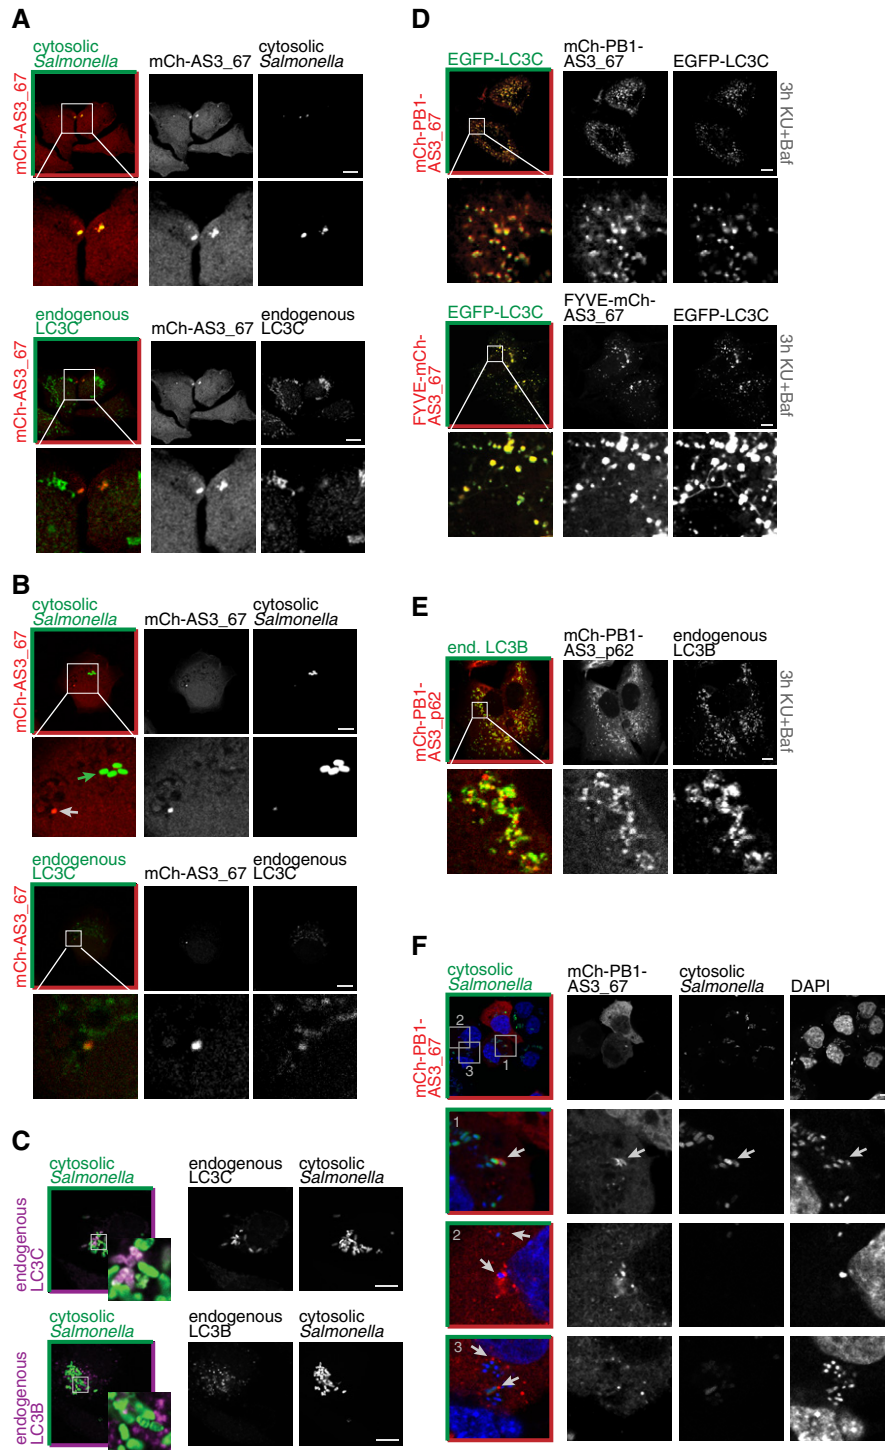 A
cytosolic
Salmonella
mCh-AS3_67
cytosolic
Salmonella
mCh-AS3_67
endogenous
LC3C
mCh-AS3_67
endogenous
LC3C
mCh-AS3_67
B
cytosolic
Salmonella
mCh-AS3_67
cytosolic
Salmonella
mCh-AS3_67
endogenous
LC3C
mCh-AS3_67
endogenous
LC3C
mCh-AS3_67
C
cytosolic
Salmonella
endogenous
LC3C
cytosolic
Salmonella
endogenous
LC3C
cytosolic
Salmonella
endogenous
LC3B
cytosolic
Salmonella
endogenous
LC3B
D
EGFP-LC3C
mCh-PB1-
AS3_67
EGFP-LC3C
mCh-PB1-
AS3_67
3h KU+Baf
EGFP-LC3C
FYVE-mCh-
AS3_67
EGFP-LC3C
FYVE-mCh-
AS3_67
3h KU+Baf
E
end. LC3B
mCh-PB1-
AS3_p62
endogenous
LC3B
mCh-PB1-
AS3_p62
3h KU+Baf
F
cytosolic
Salmonella
mCh-PB1-
AS3_67
cytosolic
Salmonella
DAPI
mCh-PB1-
AS3_67
2
3
1
1
2
3